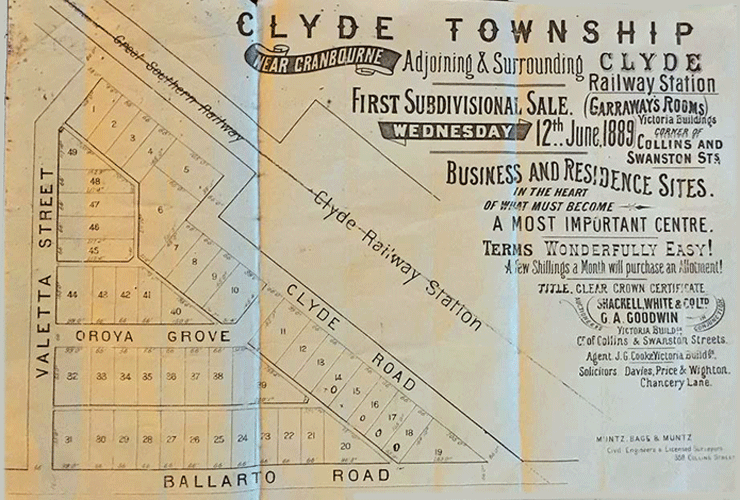 CLYDE TOWNSHIP
NEAR CRANBOURNE
Adjoining & Surrounding CLYDE
Railway Station
FIRST SUBDIVISIONAL SALE.
(GARRAWAY'S ROOMS)
Victoria Buildings
WEDNESDAY 12th June, 1889
CORNER OF
COLLINS AND
SWANSTON STS.
BUSINESS AND RESIDENCE SITES.
IN THE HEART
OF WHAT MUST BECOME
A MOST IMPORTANT CENTRE.
TERMS WONDERFULLY EASY!
A Few Shillings a Month will purchase an Allotment!
TITLE, CLEAR CROWN CERTIFICATE
SHACKELL, WHITE & CO LTD
G. A. GOODWIN
AUCTIONEERS
IN CONJUNCTION
VICTORIA BUILDGS
Cr. of Collins & Swanston Streets.
Agent J. G. Cooke Victoria Buildgs.
Solicitors Davies, Price & Wighton.
Chancery Lane.
MUNTZ, BAGE & MUNTZ
Civil Engineers & Licensed Surveyors
358 COLLINS STREET
Great Southern Railway
Clyde Railway Station
CLYDE ROAD
VALETTA STREET
OROYA GROVE
BALLARTO ROAD
1
2
3
4
5
6
7
8
9
10
49
48
47
46
45
44 43 42 41 40
11
12
13
14
15
16
17
18
19
32 33 34 35 36 37 38 39
31 30 29 28 27 26 25 24 23 22 21 20